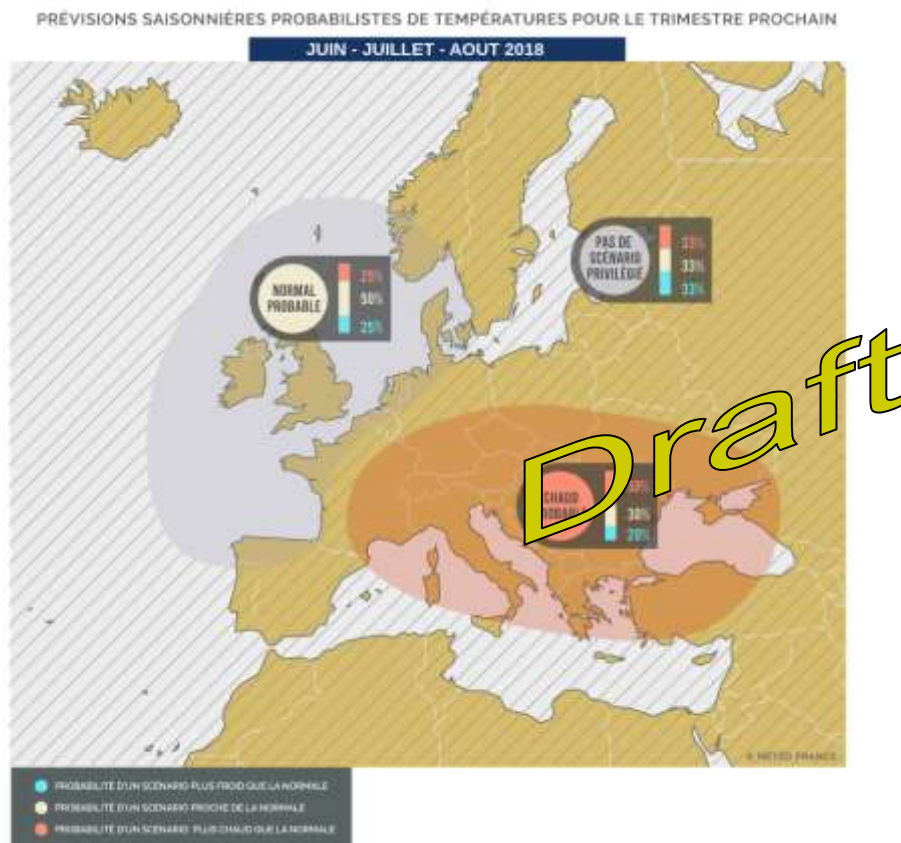 PRÉVISIONS SAISONNIÈRES PROBABILISTES DE TEMPÉRATURES POUR LE TRIMESTRE PROCHAIN
JUIN - JUILLET - AOUT 2018
PAS DE
SCÉNARIO
PRIVILÉGIÉ
33%
33%
33%
NORMAL
PROBABLE
25%
50%
25%
Draft
CHAUD
30%
20%
© METEO FRANCE
PROBABILITÉ D'UN SCÉNARIO PLUS FROID QUE LA NORMALE
PROBABILITÉ D'UN SCÉNARIO PROCHE DE LA NORMALE
PROBABILITÉ D'UN SCÉNARIO PLUS CHAUD QUE LA NORMALE